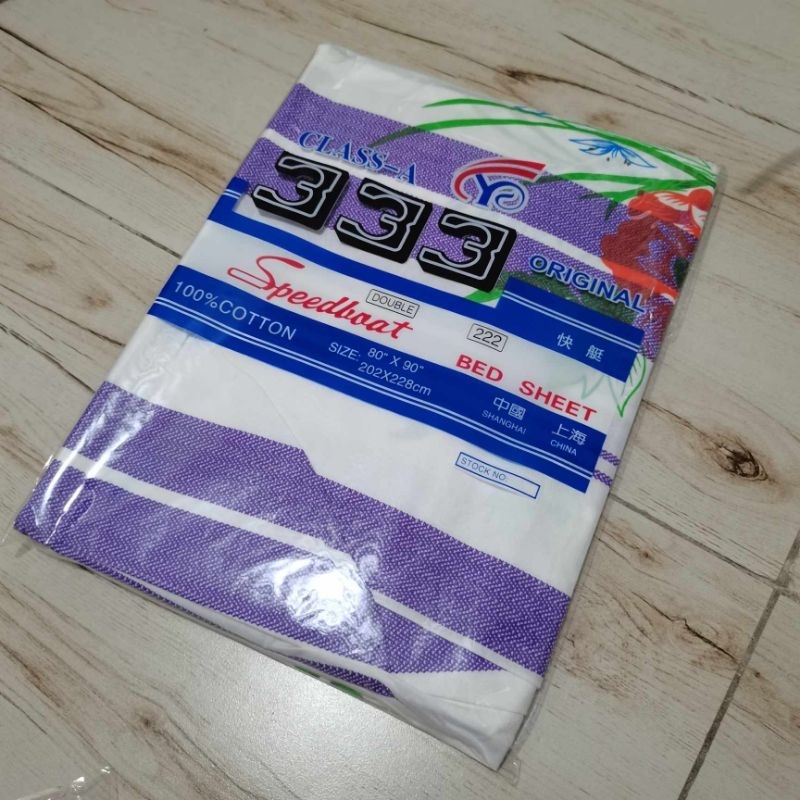 CLASS-A
333
ORIGINAL
Speedboat
DOUBLE
222
快艇
100%COTTON
SIZE: 80" X 90"
202X228cm
BED SHEET
中國 上海
SHANGHAI CHINA
STOCK NO: